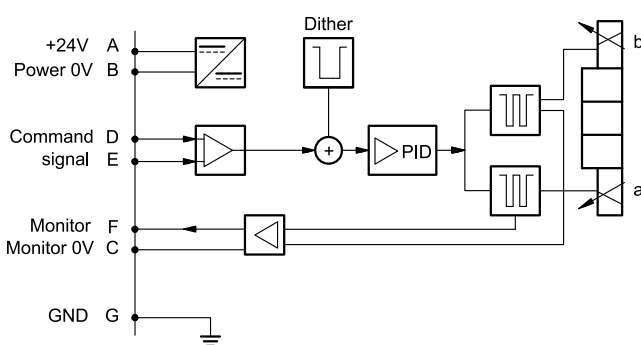 Dither
+24V A
Power 0V B
b
Command D
signal E
+
PID
a
Monitor F
Monitor 0V C
GND G